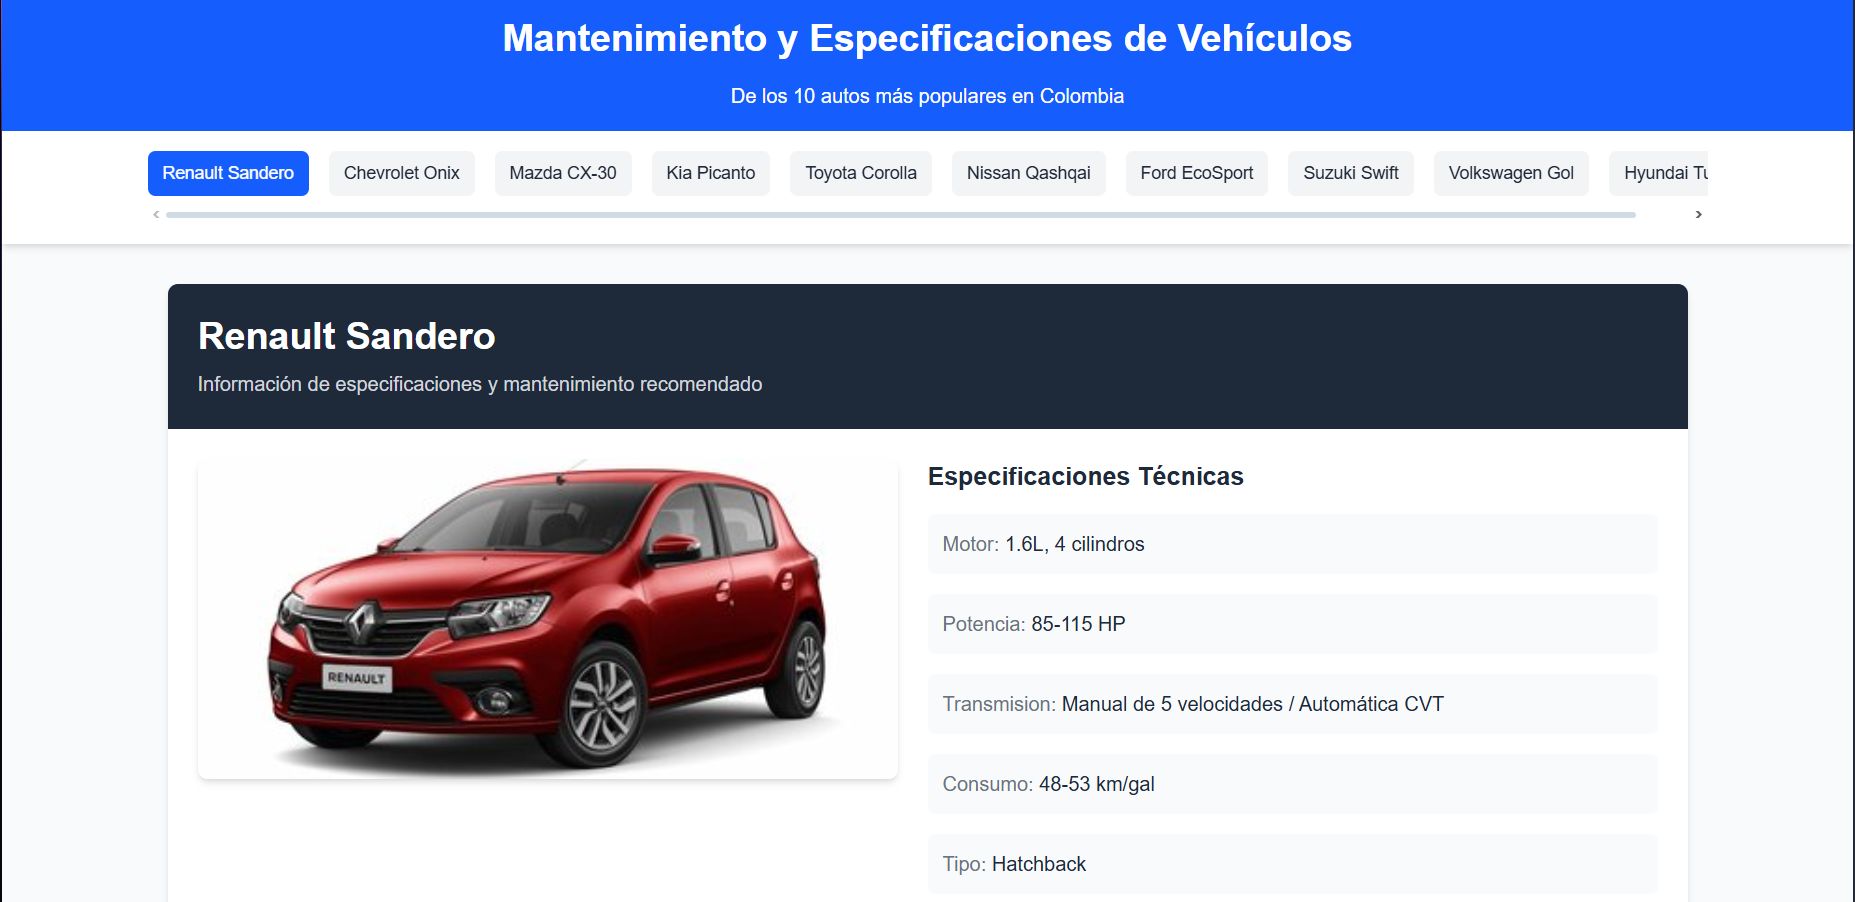 Mantenimiento y Especificaciones de Vehículos
De los 10 autos más populares en Colombia
Renault Sandero
Chevrolet Onix
Mazda CX-30
Kia Picanto
Toyota Corolla
Nissan Qashqai
Ford EcoSport
Suzuki Swift
Volkswagen Gol
Hyundai Tu
Renault Sandero
Información de especificaciones y mantenimiento recomendado
RENAULT
Especificaciones Técnicas
Motor: 1.6L, 4 cilindros
Potencia: 85-115 HP
Transmision: Manual de 5 velocidades / Automática CVT
Consumo: 48-53 km/gal
Tipo: Hatchback